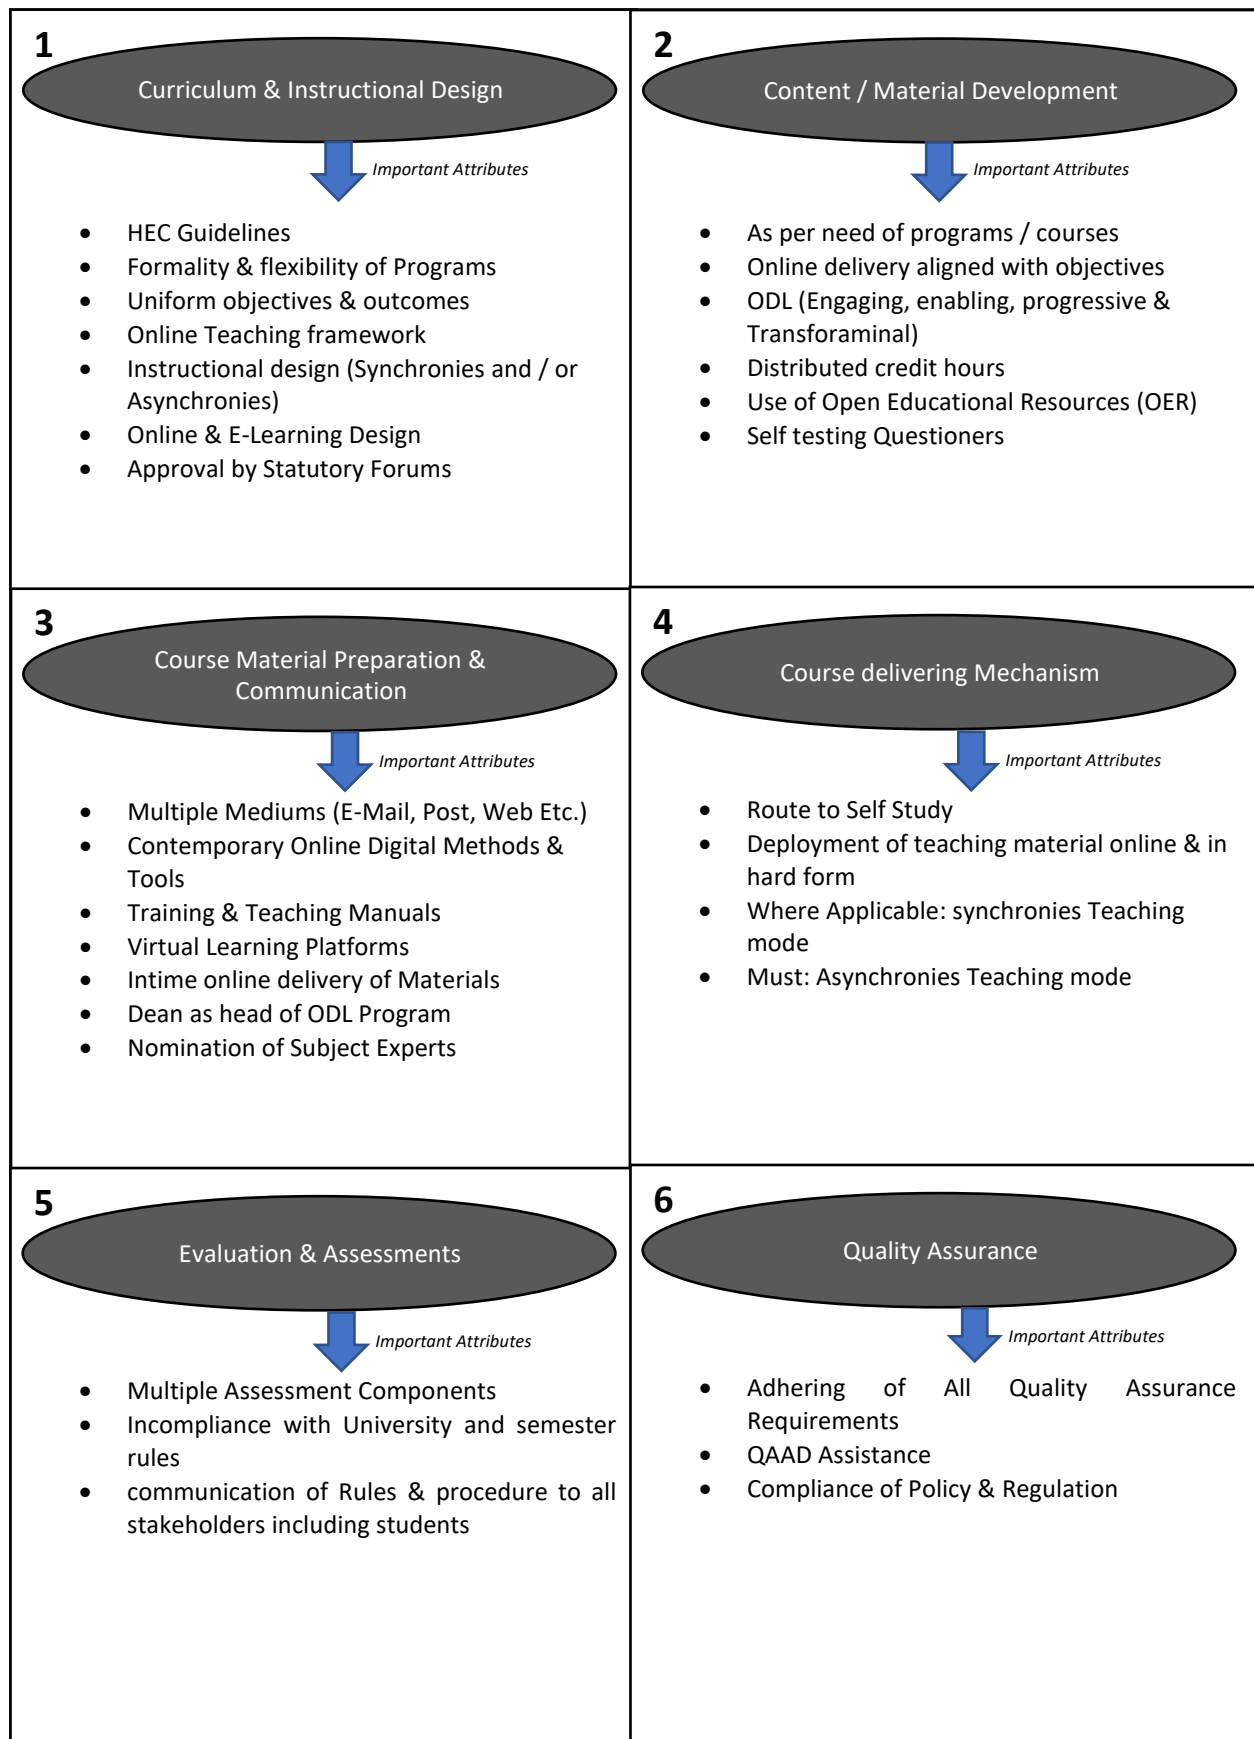 1
Curriculum & Instructional Design
Important Attributes
• HEC Guidelines
• Formality & flexibility of Programs
• Uniform objectives & outcomes
• Online Teaching framework
• Instructional design (Synchronies and / or
Asynchronies)
• Online & E-Learning Design
• Approval by Statutory Forums
2
Content / Material Development
Important Attributes
• As per need of programs / courses
• Online delivery aligned with objectives
• ODL (Engaging, enabling, progressive &
Transforaminal)
• Distributed credit hours
• Use of Open Educational Resources (OER)
• Self testing Questioners
3
Course Material Preparation &
Communication
Important Attributes
• Multiple Mediums (E-Mail, Post, Web Etc.)
• Contemporary Online Digital Methods &
Tools
• Training & Teaching Manuals
• Virtual Learning Platforms
• Intime online delivery of Materials
• Dean as head of ODL Program
• Nomination of Subject Experts
4
Course delivering Mechanism
Important Attributes
• Route to Self Study
• Deployment of teaching material online & in
hard form
• Where Applicable: synchronies Teaching
mode
• Must: Asynchronies Teaching mode
5
Evaluation & Assessments
Important Attributes
• Multiple Assessment Components
• Incompliance with University and semester
rules
• communication of Rules & procedure to all
stakeholders including students
6
Quality Assurance
Important Attributes
• Adhering of All Quality Assurance
Requirements
• QAAD Assistance
• Compliance of Policy & Regulation